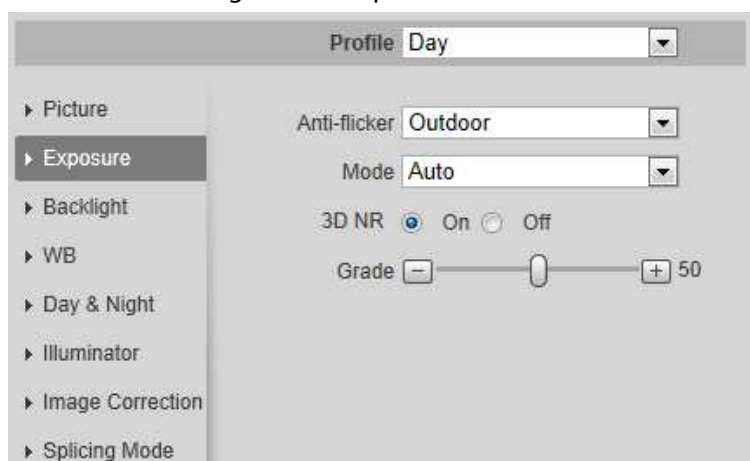 Profile Day
Picture
Exposure
Backlight
WB
Day & Night
Illuminator
Image Correction
Splicing Mode
Anti-flicker Outdoor
Mode Auto
3D NR On Off
Grade 50